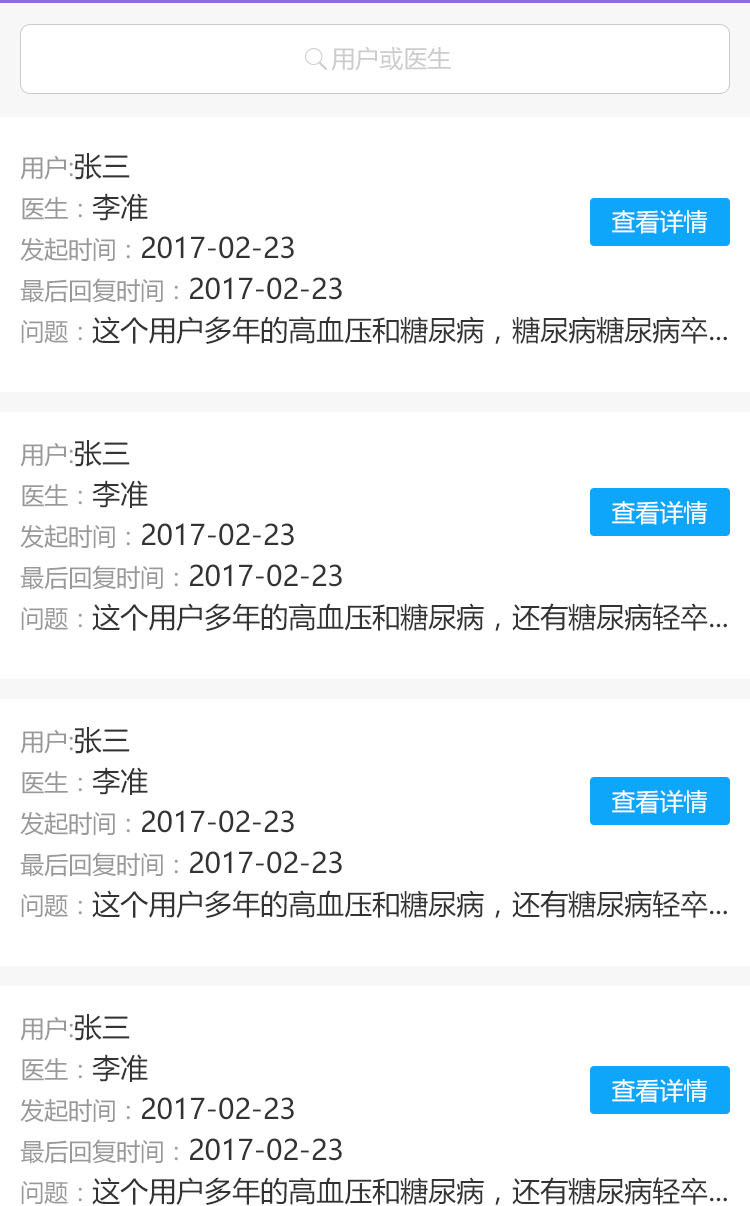 用户或医生
用户:张三
医生：李准
查看详情
发起时间：2017-02-23
最后回复时间：2017-02-23
问题：这个用户多年的高血压和糖尿病，糖尿病糖尿病卒...
用户:张三
医生：李准
查看详情
发起时间：2017-02-23
最后回复时间：2017-02-23
问题：这个用户多年的高血压和糖尿病，还有糖尿病轻卒...
用户:张三
医生：李准
查看详情
发起时间：2017-02-23
最后回复时间：2017-02-23
问题：这个用户多年的高血压和糖尿病，还有糖尿病轻卒...
用户:张三
医生：李准
查看详情
发起时间：2017-02-23
最后回复时间：2017-02-23
问题：这个用户多年的高血压和糖尿病，还有糖尿病轻卒...